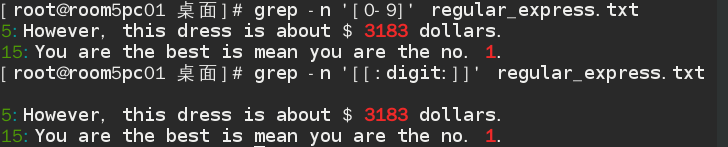 [root@room5pc01 桌面]# grep -n '[0-9]' regular_express.txt
5:However, this dress is about $ 3183 dollars.
15:You are the best is mean you are the no. 1.
[root@room5pc01 桌面]# grep -n '[[:digit:]]' regular_express.txt
5:However, this dress is about $ 3183 dollars.
15:You are the best is mean you are the no. 1.